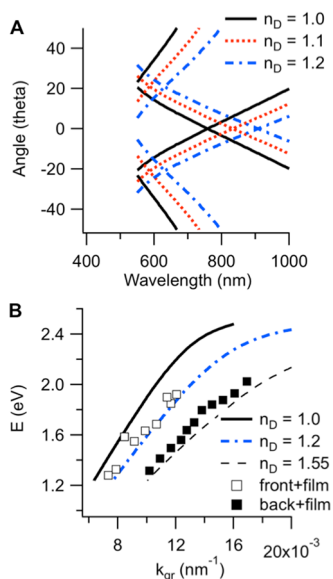 A
n_D = 1.0
n_D = 1.1
n_D = 1.2
Angle (theta)
40
20
0
-20
-40
400
600
800
1000
Wavelength (nm)
B
E (eV)
2.4
2.0
1.6
1.2
n_D = 1.0
n_D = 1.2
n_D = 1.55
front+film
back+film
8
12
16
20x10⁻³
k_gr (nm⁻¹)